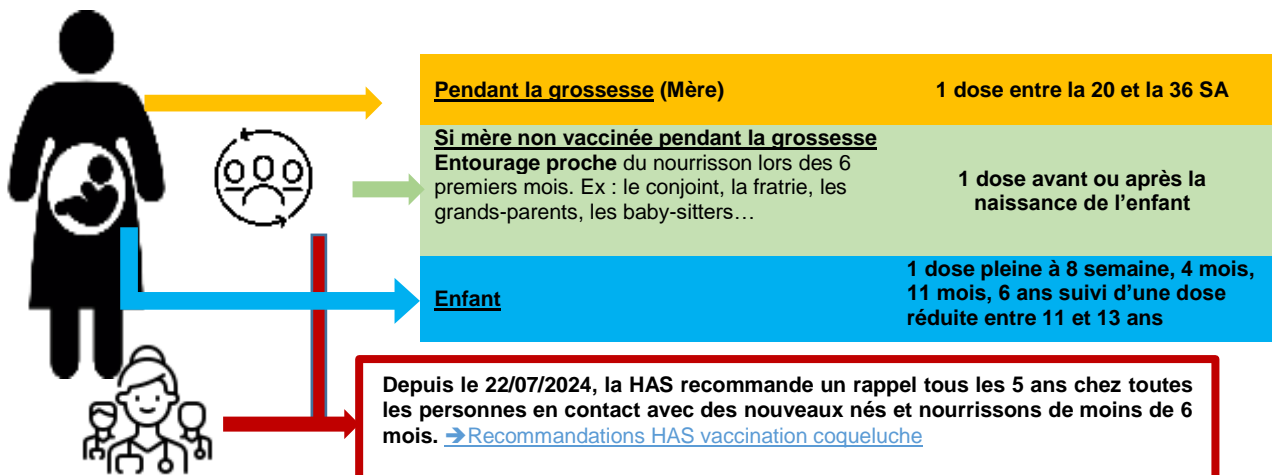 Pendant la grossesse (Mère)
1 dose entre la 20 et la 36 SA
Si mère non vaccinée pendant la grossesse
Entourage proche du nourrisson lors des 6
premiers mois. Ex : le conjoint, la fratrie, les
grands-parents, les baby-sitters…
1 dose avant ou après la
naissance de l'enfant
Enfant
1 dose pleine à 8 semaine, 4 mois,
11 mois, 6 ans suivi d'une dose
réduite entre 11 et 13 ans
Depuis le 22/07/2024, la HAS recommande un rappel tous les 5 ans chez toutes
les personnes en contact avec des nouveaux nés et nourrissons de moins de 6
mois. ➔Recommandations HAS vaccination coqueluche